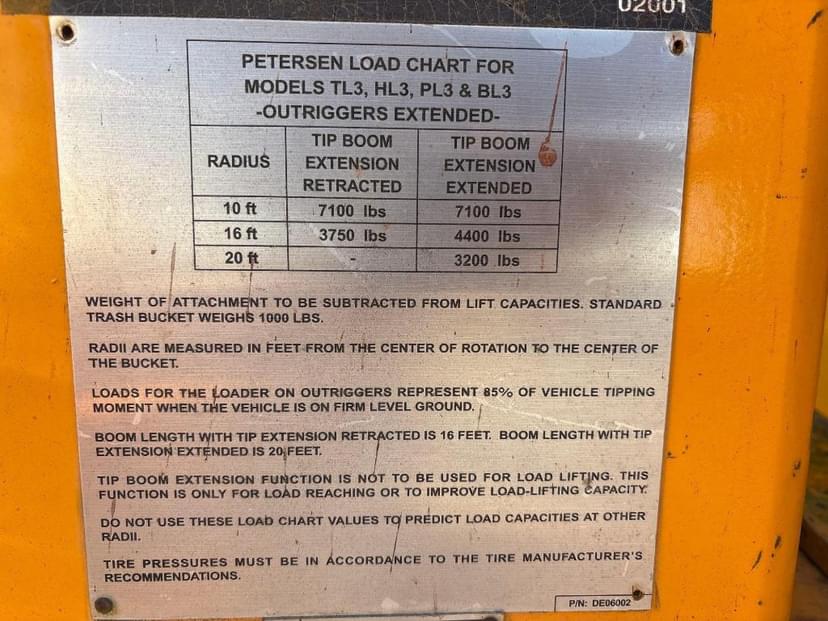 02001
PETERSEN LOAD CHART FOR
MODELS TL3, HL3, PL3 & BL3
-OUTRIGGERS EXTENDED-
RADIUS TIP BOOM EXTENSION RETRACTED TIP BOOM EXTENSION EXTENDED
10 ft 7100 lbs 7100 lbs
16 ft 3750 lbs 4400 lbs
20 ft - 3200 lbs
WEIGHT OF ATTACHMENT TO BE SUBTRACTED FROM LIFT CAPACITIES. STANDARD
TRASH BUCKET WEIGHS 1000 LBS.
RADII ARE MEASURED IN FEET FROM THE CENTER OF ROTATION TO THE CENTER OF
THE BUCKET.
LOADS FOR THE LOADER ON OUTRIGGERS REPRESENT 85% OF VEHICLE TIPPING
MOMENT WHEN THE VEHICLE IS ON FIRM LEVEL GROUND.
BOOM LENGTH WITH TIP EXTENSION RETRACTED IS 16 FEET. BOOM LENGTH WITH TIP
EXTENSION EXTENDED IS 20 FEET.
TIP BOOM EXTENSION FUNCTION IS NOT TO BE USED FOR LOAD LIFTING. THIS
FUNCTION IS ONLY FOR LOAD REACHING OR TO IMPROVE LOAD-LIFTING CAPACITY.
DO NOT USE THESE LOAD CHART VALUES TO PREDICT LOAD CAPACITIES AT OTHER
RADII.
TIRE PRESSURES MUST BE IN ACCORDANCE TO THE TIRE MANUFACTURER'S
RECOMMENDATIONS.
P/N: DE06002